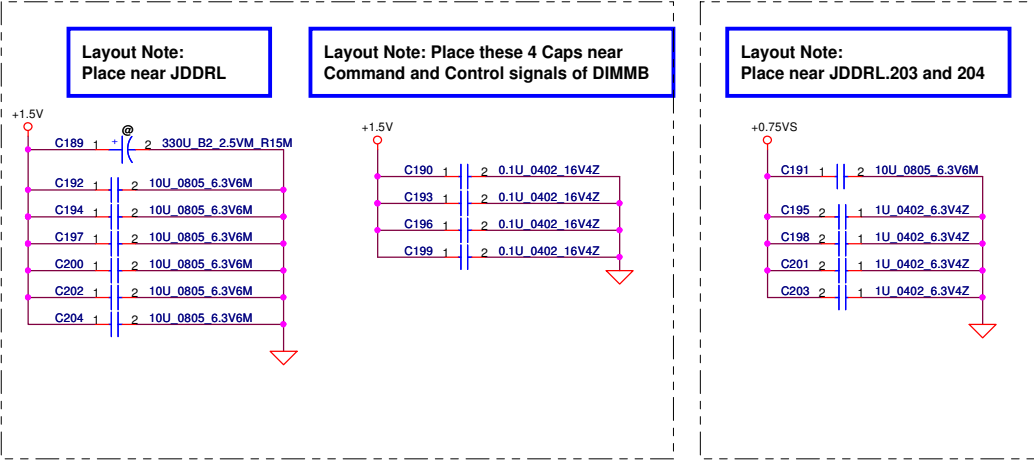 Layout Note:
Place near JDDRL
Layout Note: Place these 4 Caps near
Command and Control signals of DIMMB
Layout Note:
Place near JDDRL.203 and 204
+1.5V
@
C189 1 + 2 330U_B2_2.5VM_R15M
C192 1 2 10U_0805_6.3V6M
C194 1 2 10U_0805_6.3V6M
C197 1 2 10U_0805_6.3V6M
C200 1 2 10U_0805_6.3V6M
C202 1 2 10U_0805_6.3V6M
C204 1 2 10U_0805_6.3V6M
+1.5V
C190 1 2 0.1U_0402_16V4Z
C193 1 2 0.1U_0402_16V4Z
C196 1 2 0.1U_0402_16V4Z
C199 1 2 0.1U_0402_16V4Z
+0.75VS
C191 1 2 10U_0805_6.3V6M
C195 2 1 1U_0402_6.3V4Z
C198 2 1 1U_0402_6.3V4Z
C201 2 1 1U_0402_6.3V4Z
C203 2 1 1U_0402_6.3V4Z